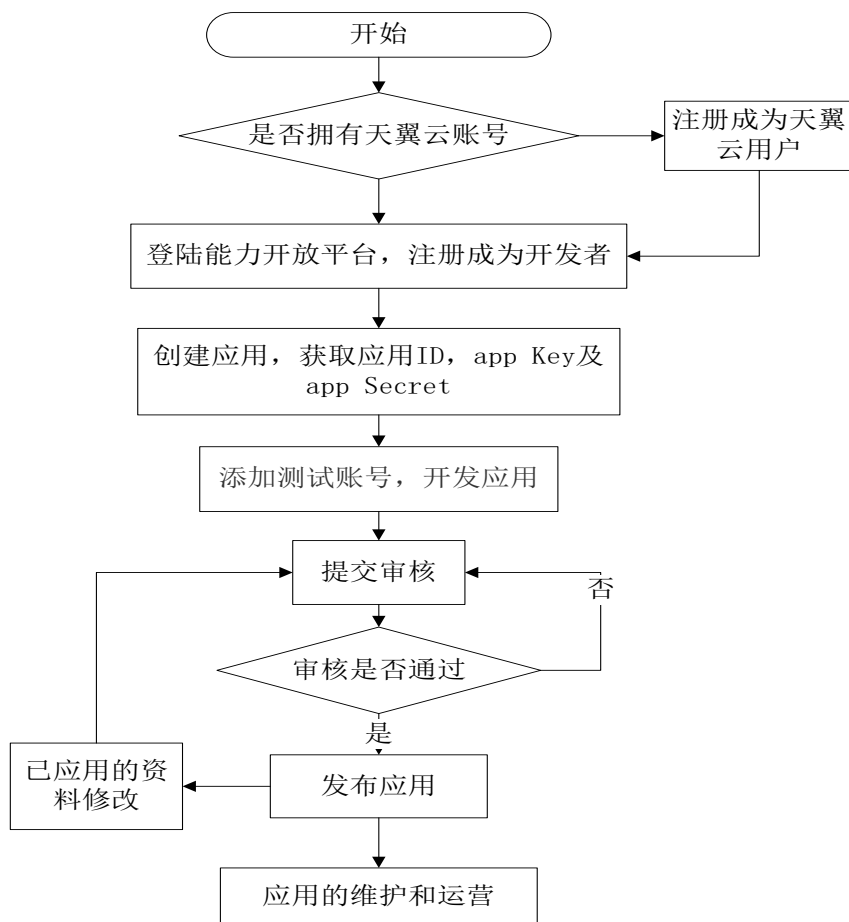 开始
是否拥有天翼云账号
注册成为天翼
云用户
登陆能力开放平台，注册成为开发者
创建应用，获取应用ID，app Key及
app Secret
添加测试账号，开发应用
提交审核
否
审核是否通过
是
已应用的资
料修改
发布应用
应用的维护和运营